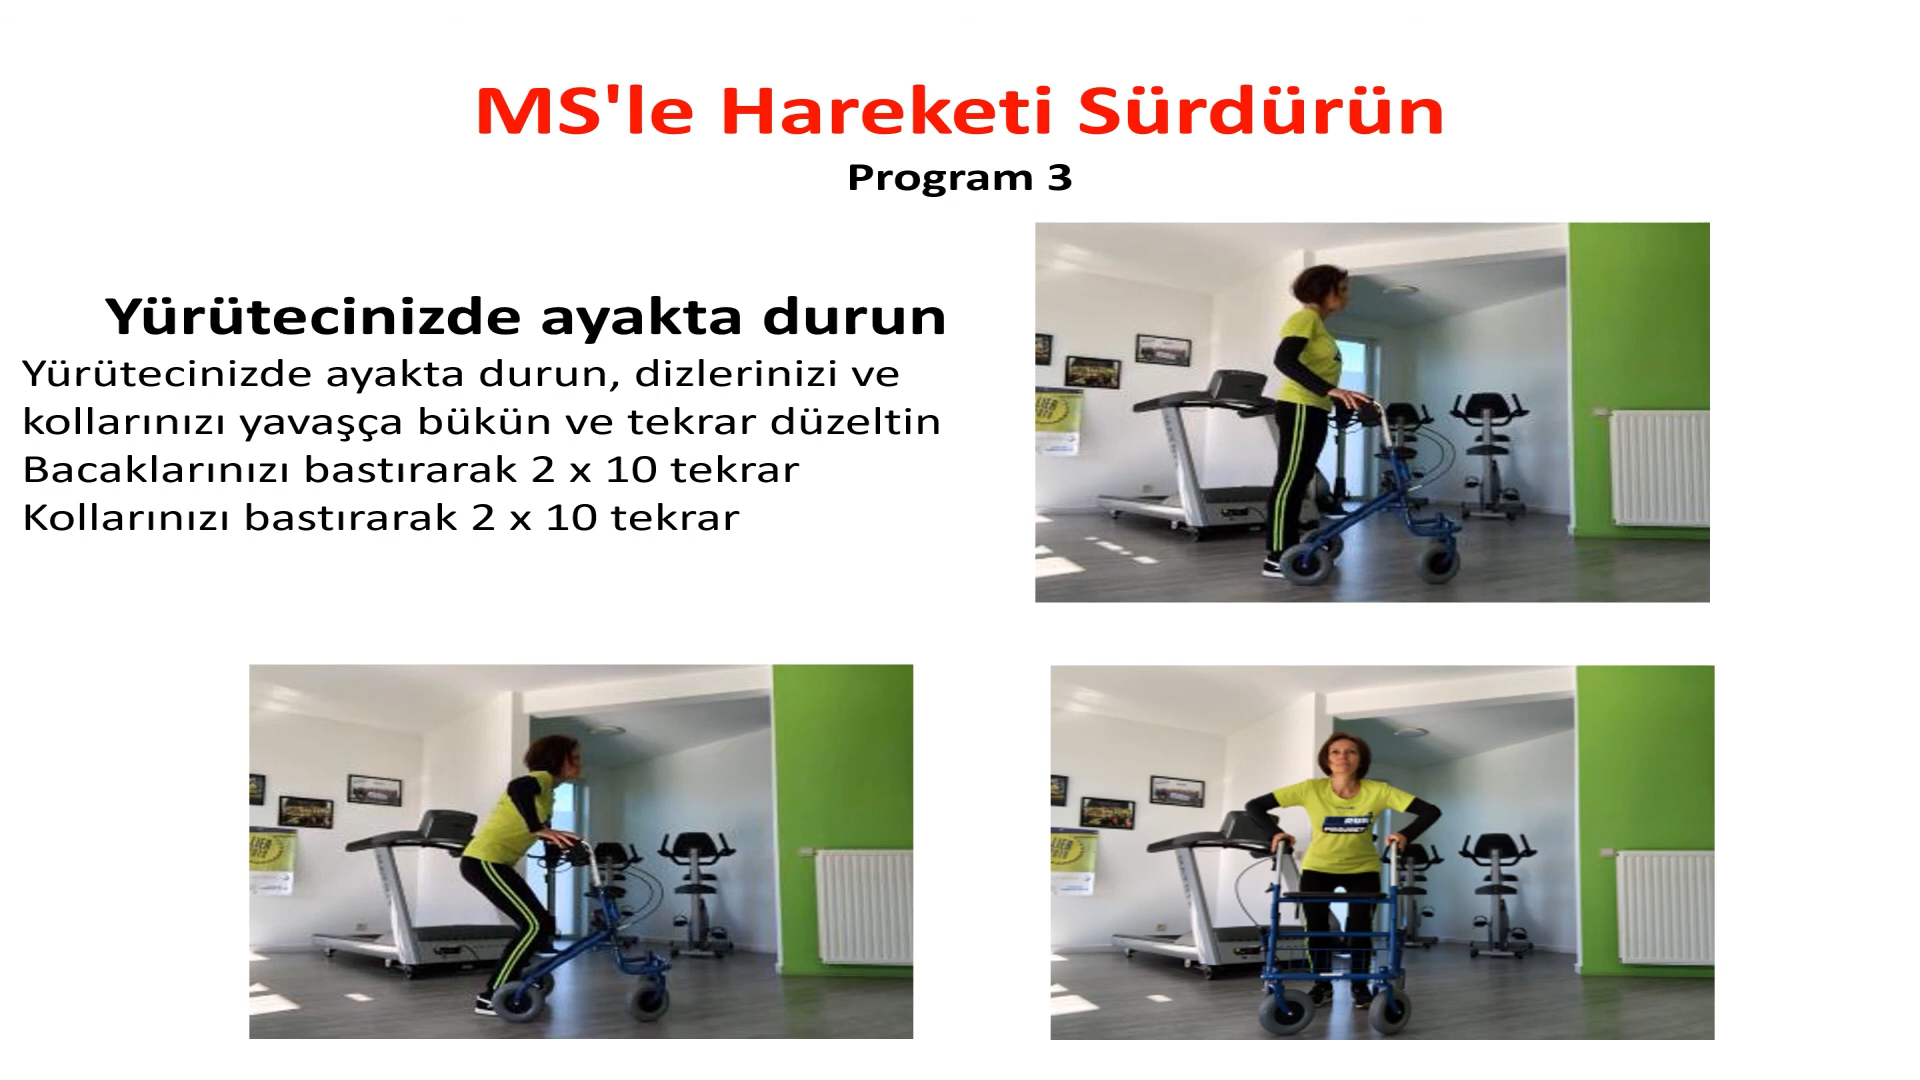 MS'le Hareketi Sürdürün
Program 3
Yürütecinizde ayakta durun
Yürütecinizde ayakta durun, dizlerinizi ve
kollarınızı yavaşça bükün ve tekrar düzeltin
Bacaklarınızı bastırarak 2 x 10 tekrar
Kollarınızı bastırarak 2 x 10 tekrar